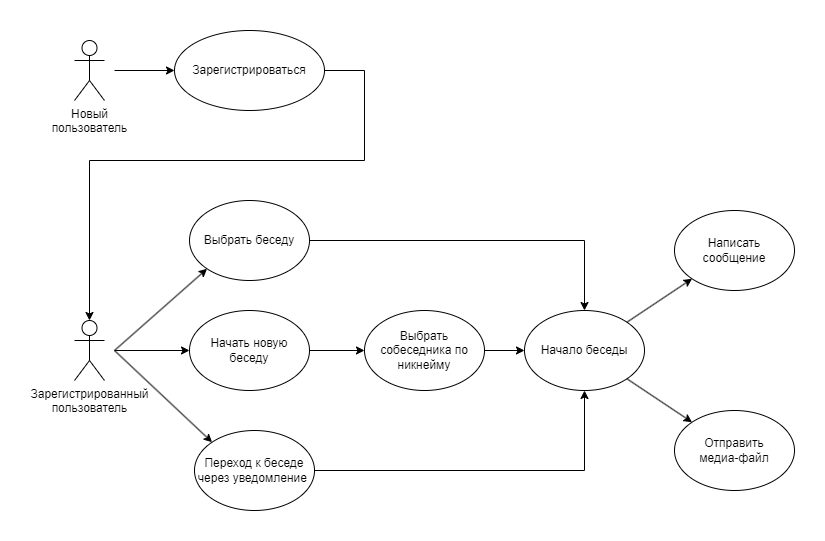 Зарегистрироваться
Новый
пользователь
Выбрать беседу
Написать
сообщение
Начать новую
беседу
Выбрать
собеседника по
никнейму
Начало беседы
Зарегистрированный
пользователь
Переход к беседе
через уведомление
Отправить
медиа-файл